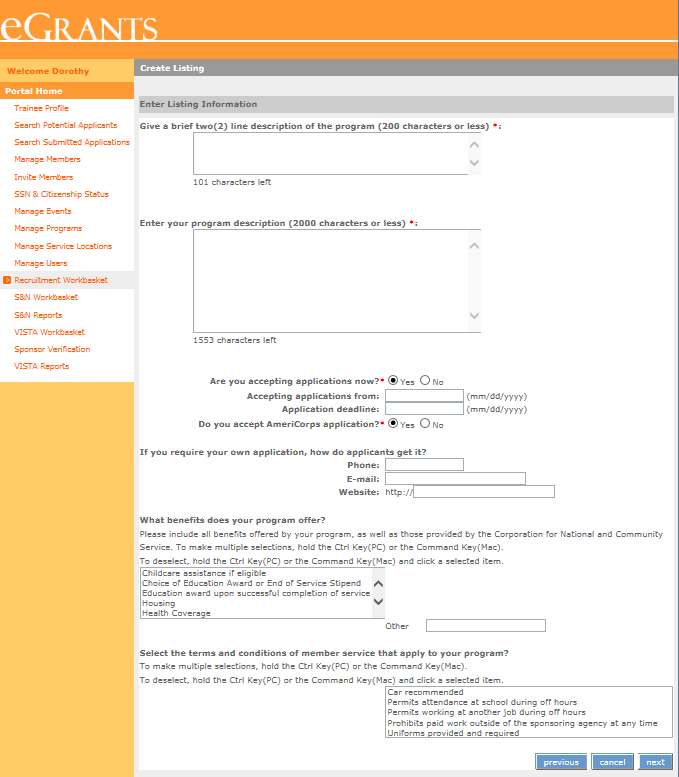 eGRANTS
Welcome Dorothy
Portal Home
Trainee Profile
Search Potential Applicants
Search Submitted Applications
Manage Members
Invite Members
SSN & Citizenship Status
Manage Events
Manage Programs
Manage Service Locations
Manage Users
Recruitment Workbasket
S&N Workbasket
S&N Reports
VISTA Workbasket
Sponsor Verification
VISTA Reports
Create Listing
Enter Listing Information
Give a brief two(2) line description of the program (200 characters or less) *:
101 characters left
Enter your program description (2000 characters or less) *:
1553 characters left
Are you accepting applications now?* Yes No
Accepting applications from: (mm/dd/yyyy)
Application deadline: (mm/dd/yyyy)
Do you accept AmeriCorps application?* Yes No
If you require your own application, how do applicants get it?
Phone:
E-mail:
Website: http://
What benefits does your program offer?
Please include all benefits offered by your program, as well as those provided by the Corporation for National and Community
Service. To make multiple selections, hold the Ctrl Key(PC) or the Command Key(Mac).
To deselect, hold the Ctrl Key(PC) or the Command Key(Mac) and click a selected item.
Childcare assistance if eligible
Choice of Education Award or End of Service Stipend
Education award upon successful completion of service
Housing
Health Coverage
Other
Select the terms and conditions of member service that apply to your program?
To make multiple selections, hold the Ctrl Key(PC) or the Command Key(Mac).
To deselect, hold the Ctrl Key(PC) or the Command Key(Mac) and click a selected item.
Car recommended
Permits attendance at school during off hours
Permits working at another job during off hours
Prohibits paid work outside of the sponsoring agency at any time
Uniforms provided and required
previous cancel next